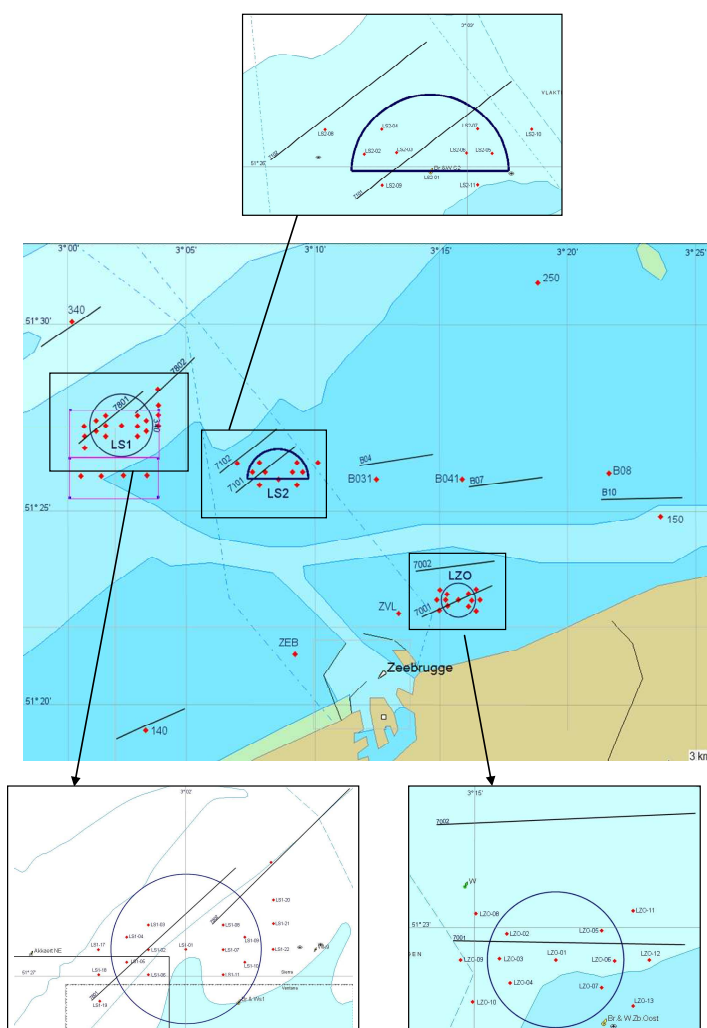 3°00'
VLAKT
LS2-08
LS2-04
LS2-07
LS2-10
LS2-02
LS2-03
LS2-06
LS2-05
7102
51° 26'
LS2-01
LS2-09
LS2-11
7101
3° 00'
3° 05'
3° 10'
3° 15'
3° 20'
3° 25'
250
340
51° 30'
7802
7801
LS1
340
7102
7101
LS2
B04
B031
B041
B07
B08
B10
150
51° 25'
7002
LZO
7001
ZVL
ZEB
Zeebrugge
51° 20'
140
3 km
3°02'
LS1-20
LS1-03
LS1-08
LS1-21
LS1-04
LS1-09
LS1-17
LS1-02
LS1-01
LS1-07
LS1-22
Akkaert NE
LS1-05
LS1-10
51° 27'
LS1-18
LS1-06
LS1-11
7801
LS1-19
3° 15'
7002
W
LZO-08
LZO-11
51° 23'
LZO-02
LZO-05
7001
GEN
LZO-09
LZO-03
LZO-01
LZO-06
LZO-12
LZO-04
LZO-07
LZO-10
LZO-13
Br.& W.Zb.Oost